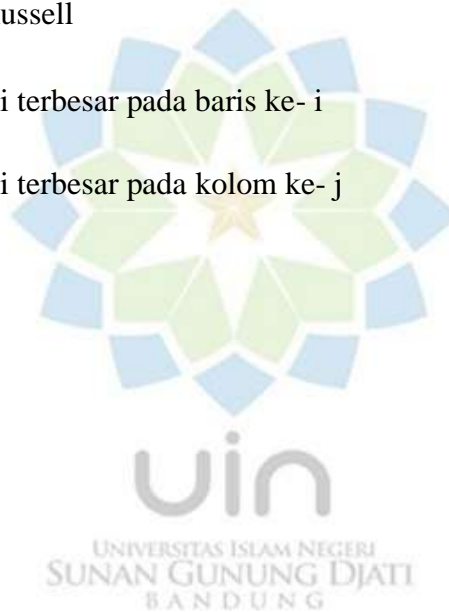 ussell
i terbesar pada baris ke- i
i terbesar pada kolom ke- j
uin
UNIVERSITAS ISLAM NEGERI
SUNAN GUNUNG DJATI
BANDUNG